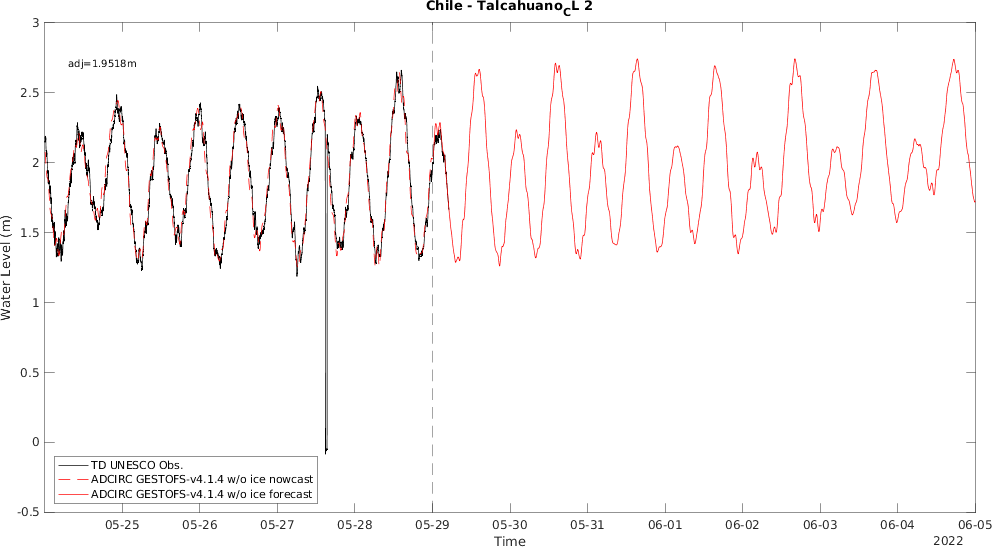 Chile - TalcahuanoCL 2
adj=1.9518m
3
2.5
2
1.5
1
0.5
0
-0.5
Water Level (m)
TD UNESCO Obs.
ADCIRC GESTOFS-v4.1.4 w/o ice nowcast
ADCIRC GESTOFS-v4.1.4 w/o ice forecast
05-25 05-26 05-27 05-28 05-29 05-30 05-31 06-01 06-02 06-03 06-04 06-05
Time
2022